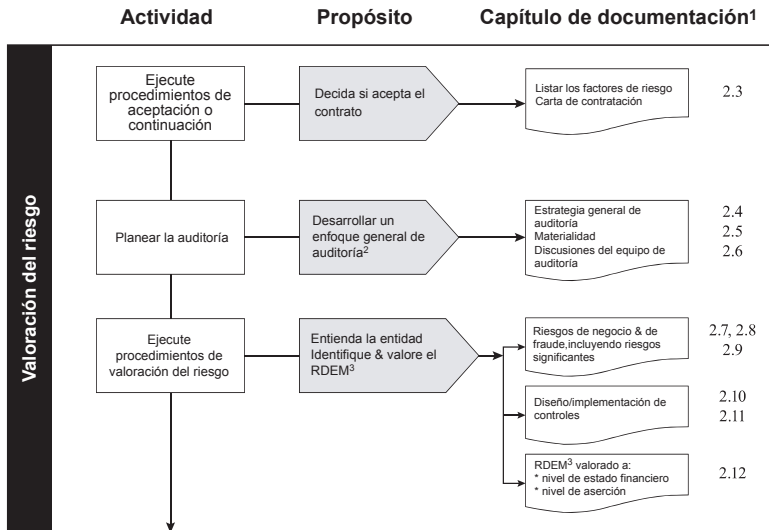 Actividad Propósito Capítulo de documentación¹
Valoración del riesgo
Ejecute
procedimientos de
aceptación o
continuación
Decida si acepta el
contrato
Listar los factores de riesgo
Carta de contratación
2.3
Planear la auditoría
Desarrollar un
enfoque general de
auditoría²
Estrategia general de
auditoría
Materialidad
Discusiones del equipo de
auditoría
2.4
2.5
2.6
Ejecute
procedimientos de
valoración del riesgo
Entienda la entidad
Identifique & valore el
RDEM³
Riesgos de negocio & de
fraude,incluyendo riesgos
significantes
2.7, 2.8
2.9
Diseño/implementación de
controles
2.10
2.11
RDEM³ valorado a:
* nivel de estado financiero
* nivel de aserción
2.12